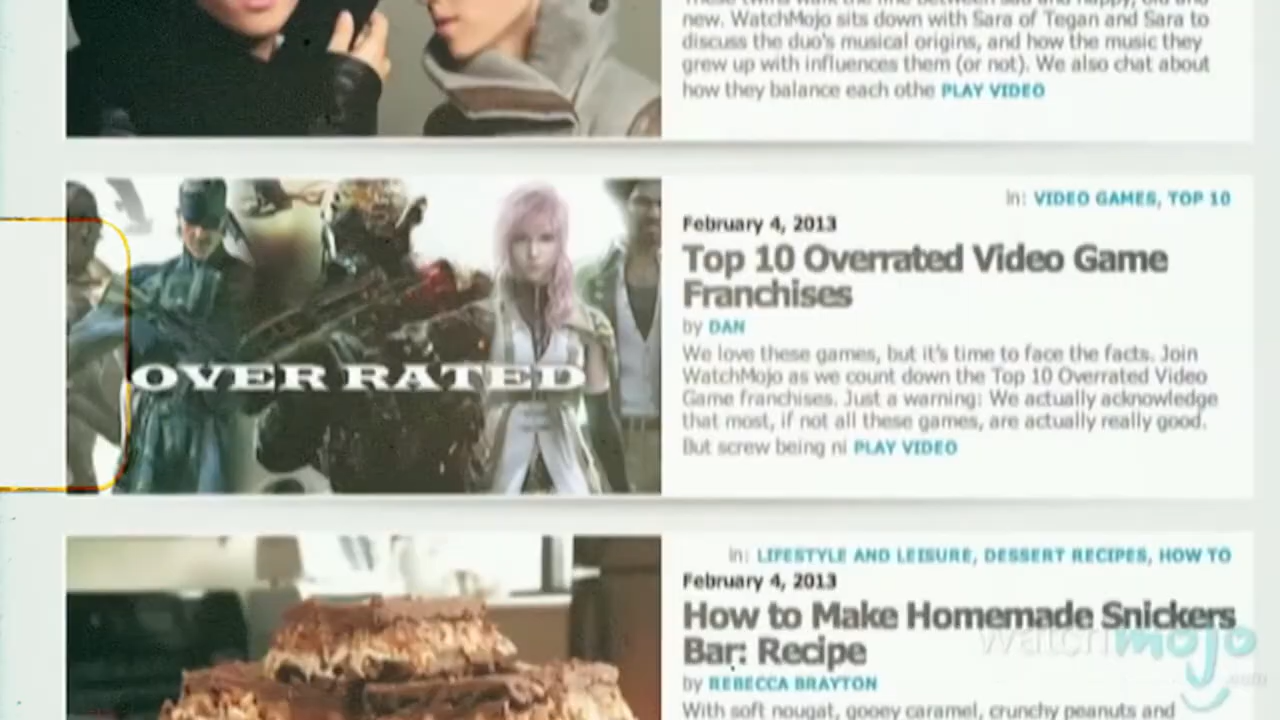 new. WatchMojo sits down with Sara of Tegan and Sara to
discuss the duo's musical origins, and how the music they
grew up with influences them (or not). We also chat about
how they balance each othe PLAY VIDEO
In: VIDEO GAMES, TOP 10
February 4, 2013
Top 10 Overrated Video Game
Franchises
by DAN
We love these games, but it's time to face the facts. Join
WatchMojo as we count down the Top 10 Overrated Video
Game franchises. Just a warning: We actually acknowledge
that most, if not all these games, are actually really good.
But screw being ni PLAY VIDEO
OVER RATED
In: LIFESTYLE AND LEISURE, DESSERT RECIPES, HOW TO
February 4, 2013
How to Make Homemade Snickers
Bar: Recipe
by REBECCA BRAYTON
With soft nougat, gooey caramel, crunchy peanuts and
watchmojo
.com